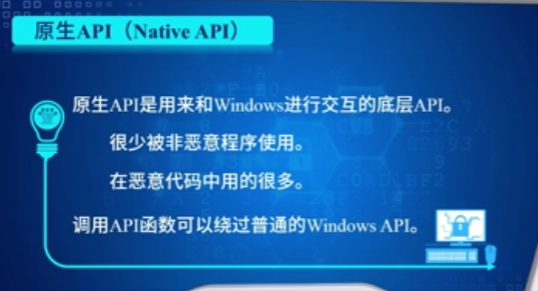 原生API（Native API）
原生API是用来和Windows进行交互的底层API。
很少被非恶意程序使用。
在恶意代码中用的很多。
调用API函数可以绕过普通的Windows API。